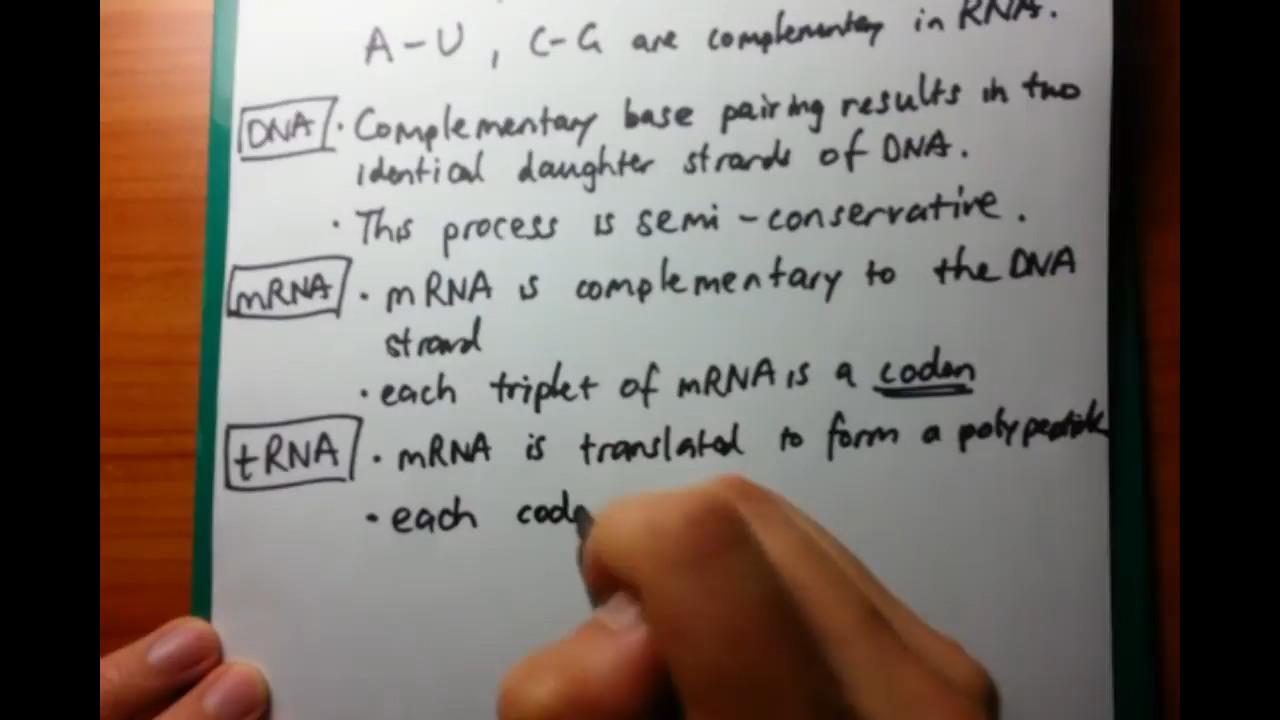 A-U, C-G are complementary in RNA.
DNA • Complementary base pairing results in two
identical daughter strands of DNA.
• This process is semi-conservative.
mRNA • mRNA is complementary to the DNA
strand
• each triplet of mRNA is a codon
tRNA • mRNA is translated to form a polypeptide
• each codo